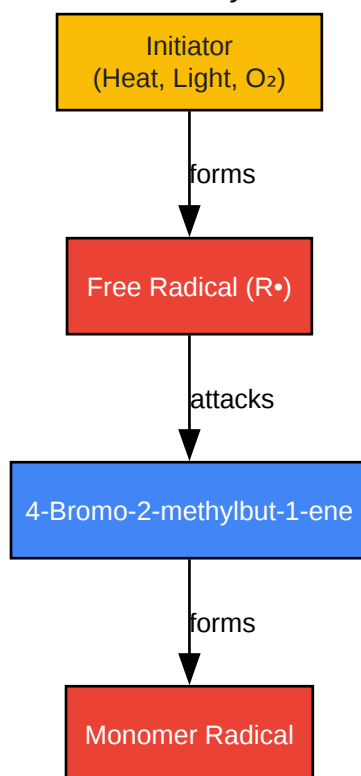 Initiator
(Heat, Light, O₂)
forms
Free Radical (R•)
attacks
4-Bromo-2-methylbut-1-ene
forms
Monomer Radical